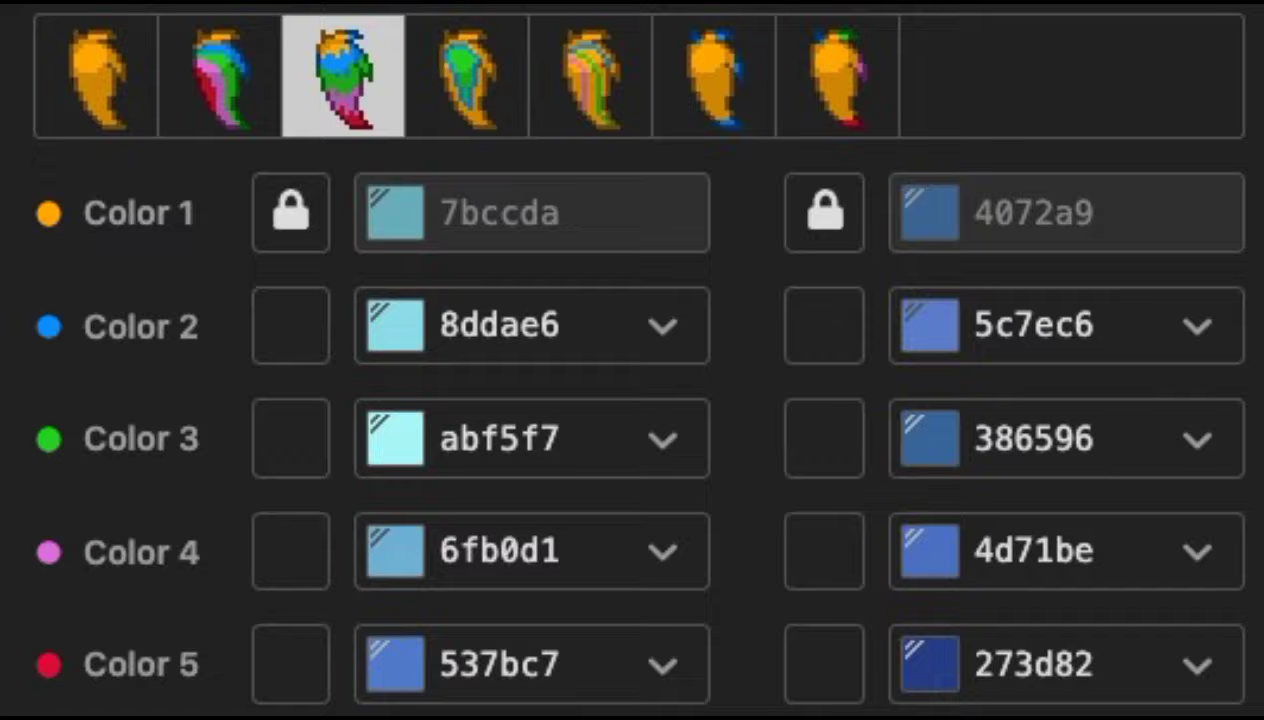 Color 1 7bccda 4072a9
Color 2 8ddae6 5c7ec6
Color 3 abf5f7 386596
Color 4 6fb0d1 4d71be
Color 5 537bc7 273d82